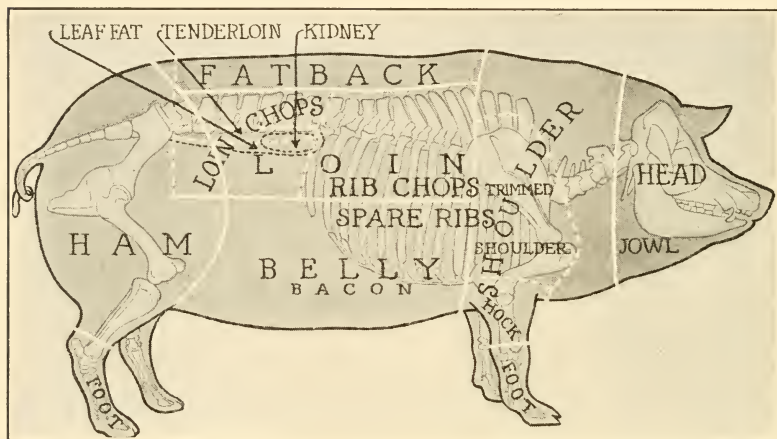 LEAF FAT TENDERLOIN KIDNEY
FATBACK
LOIN CHOPS
LOIN
RIB CHOPS
SPARE RIBS
TRIMMED
SHOULDER
SHOULDER
HEAD
JOWL
HAM
BELLY
BACON
HOCK
FOOT
FOOT